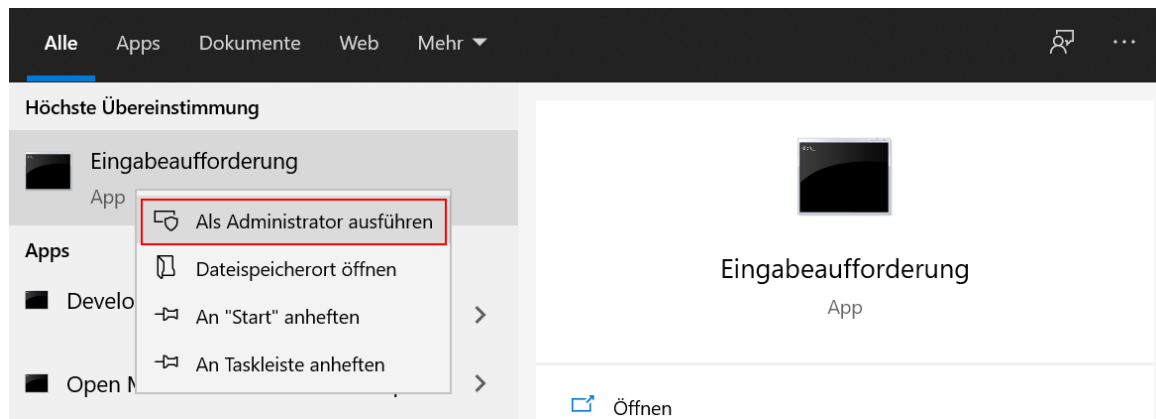 Alle Apps Dokumente Web Mehr
Höchste Übereinstimmung
Eingabeaufforderung
App
Als Administrator ausführen
Dateispeicherort öffnen
An "Start" anheften
An Taskleiste anheften
Apps
Develo
Open
Eingabeaufforderung
App
Öffnen